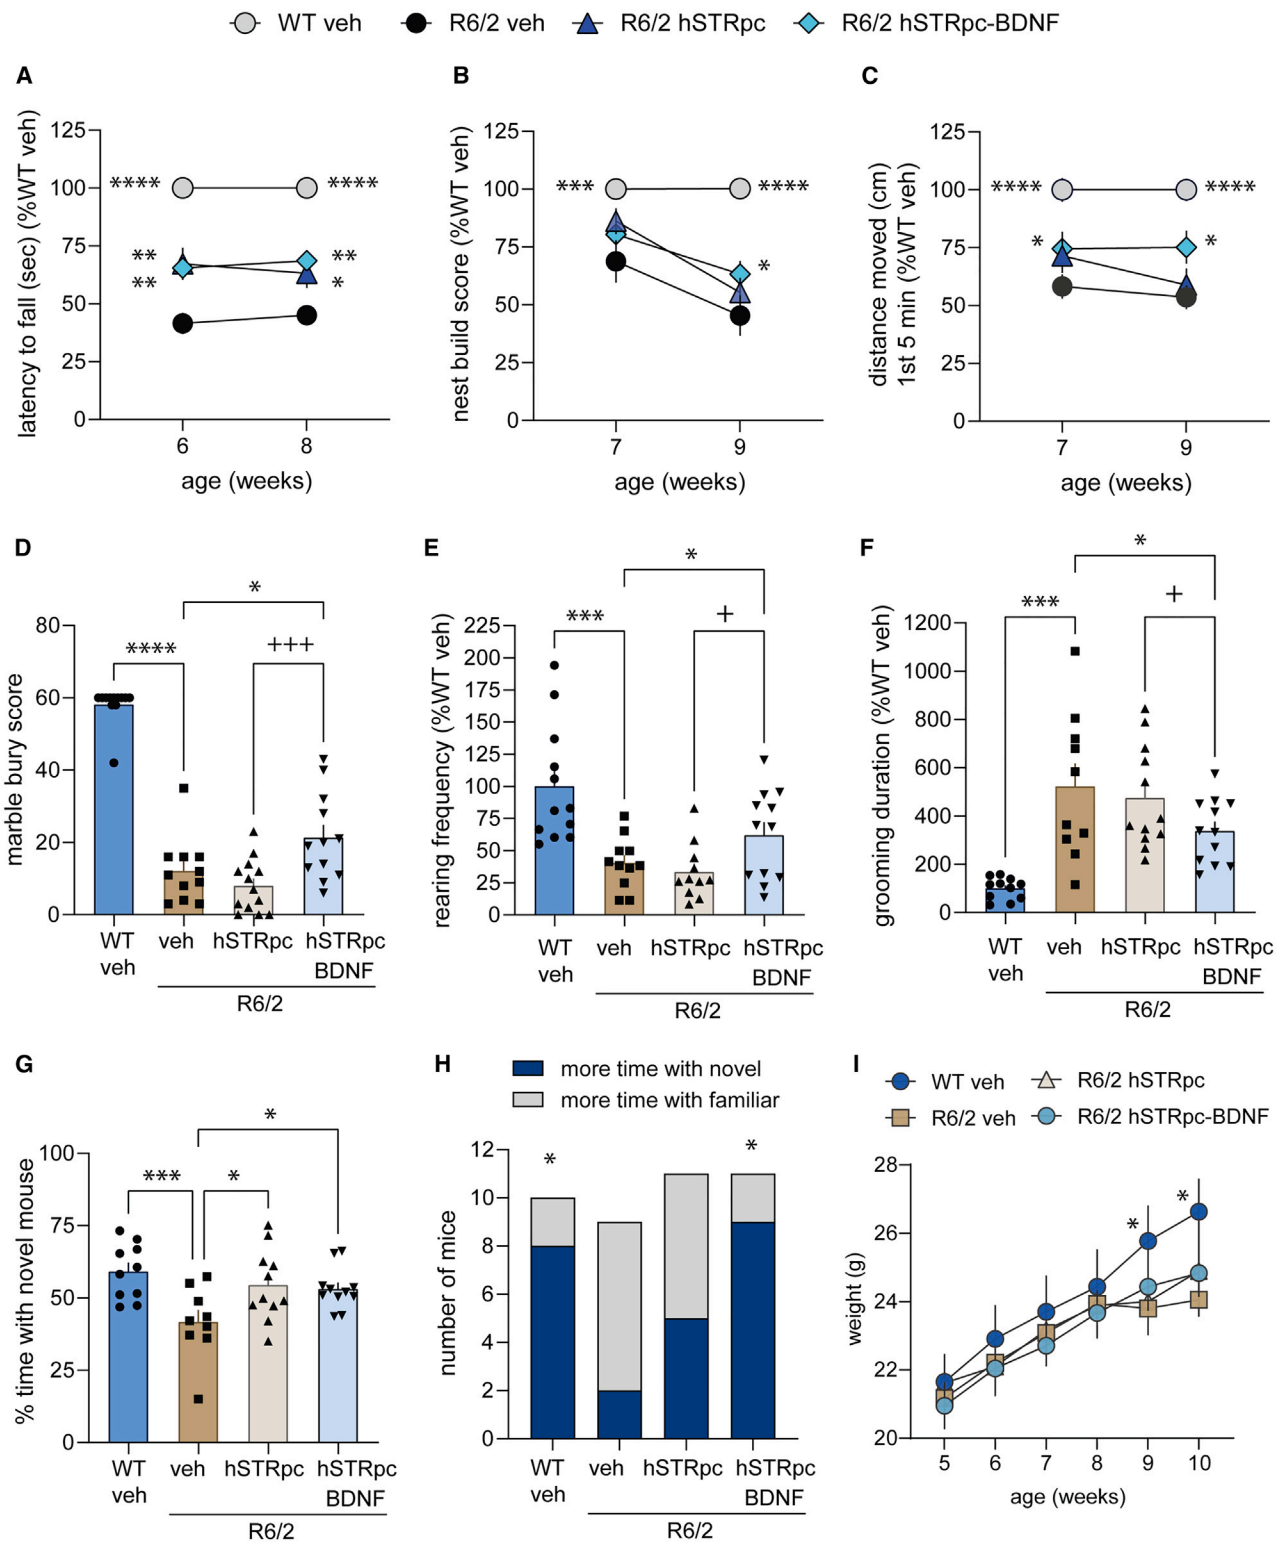 WT veh R6/2 veh R6/2 hSTRpc R6/2 hSTRpc-BDNF
A
latency to fall (sec) (%WT veh)
125
100
75
50
25
0
**** ****
** **
** *
6 8
age (weeks)
B
nest build score (%WT veh)
125
100
75
50
25
0
*** ****
*
7 9
age (weeks)
C
distance moved (cm)
1st 5 min (%WT veh)
125
100
75
50
25
0
**** ****
* *
7 9
age (weeks)
D
marble bury score
80
60
40
20
0
*
**** +++
WT veh hSTRpc hSTRpc
veh BDNF
R6/2
E
rearing frequency (%WT veh)
225
200
175
150
125
100
75
50
25
0
*
*** +
WT veh hSTRpc hSTRpc
veh BDNF
R6/2
F
grooming duration (%WT veh)
1200
1000
800
600
400
200
0
*
*** +
WT veh hSTRpc hSTRpc
veh BDNF
R6/2
G
% time with novel mouse
100
75
50
25
0
*
*** *
WT veh hSTRpc hSTRpc
veh BDNF
R6/2
H
more time with novel
more time with familiar
number of mice
12
10
8
6
4
2
0
* *
WT veh hSTRpc hSTRpc
veh BDNF
R6/2
I
WT veh R6/2 hSTRpc
R6/2 veh R6/2 hSTRpc-BDNF
weight (g)
28
26
24
22
20
* *
5 6 7 8 9 10
age (weeks)